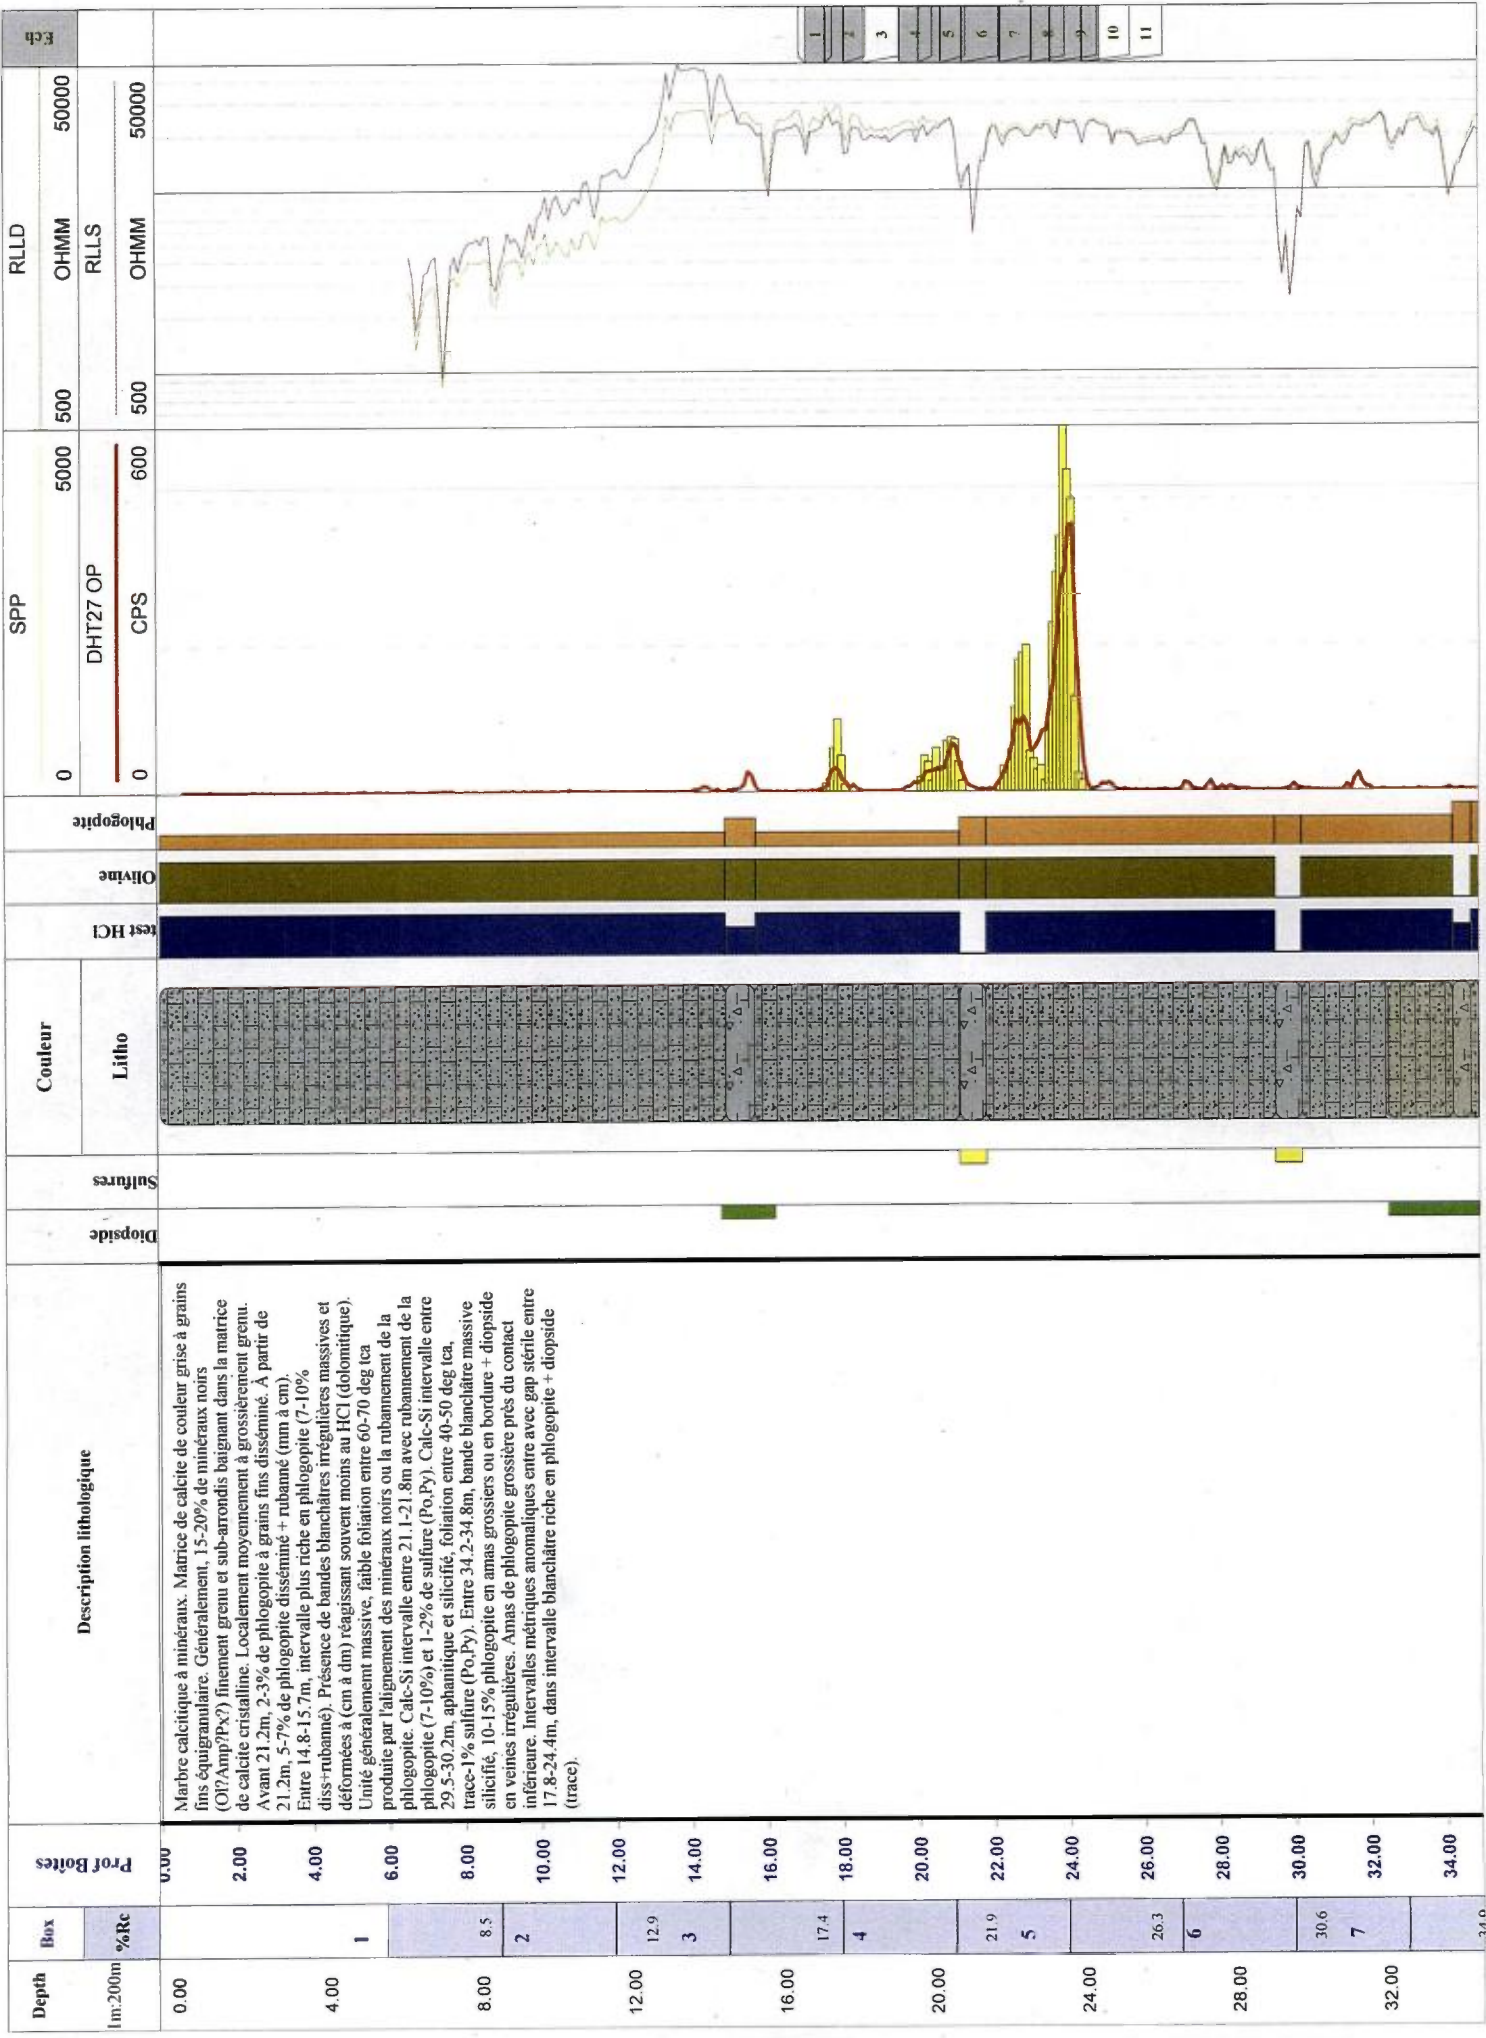 Depth
1m:200m
Box
%Rc
Prof Boîtes
Description lithologique
Diopside
Sulfures
Couleur
Litho
test HCl
Olivine
Phlogopite
SPP
0 5000
DHT27 OP
0 CPS 600
RLLD
500 OHMM 50000
RLLS
500 OHMM 50000
Ech
0.00
4.00
8.00
12.00
16.00
20.00
24.00
28.00
32.00
1
8.5
2
12.9
3
17.4
4
21.9
5
26.3
6
30.6
7
34.9
0.00
2.00
4.00
6.00
8.00
10.00
12.00
14.00
16.00
18.00
20.00
22.00
24.00
26.00
28.00
30.00
32.00
34.00
Marbre calcitique à minéraux. Matrice de calcite de couleur grise à grains
fins équigranulaire. Généralement, 15-20% de minéraux noirs
(Ol?Amp?Px?) finement grenu et sub-arrondis baignant dans la matrice
de calcite cristalline. Localement moyennement à grossièrement grenu.
Avant 21.2m, 2-3% de phlogopite à grains fins disséminé. À partir de
21.2m, 5-7% de phlogopite disséminé + rubanné (mm à cm).
Entre 14.8-15.7m, intervalle plus riche en phlogopite (7-10%
diss+rubanné). Présence de bandes blanchâtres irrégulières massives et
déformées à (cm à dm) réagissant souvent moins au HCl (dolomitique).
Unité généralememt massive, faible foliation entre 60-70 deg tca
produite par l'alignement des minéraux noirs ou la rubannement de la
phlogopite. Calc-Si intervalle entre 21.1-21.8m avec rubannement de la
phlogopite (7-10%) et 1-2% de sulfure (Po,Py). Calc-Si intervalle entre
29.5-30.2m, aphanitique et silicifié, foliation entre 40-50 deg tca,
trace-1% sulfure (Po,Py). Entre 34.2-34.8m, bande blanchâtre massive
silicifié, 10-15% phlogopite en amas grossiers ou en bordure + diopside
en veines irrégulières. Amas de phlogopite grossière près du contact
inférieure. Intervalles métriques anomaliques entre avec gap stérile entre
17.8-24.4m, dans intervalle blanchâtre riche en phlogopite + diopside
(trace).
1
2
3
4
5
6
7
8
9
10
11